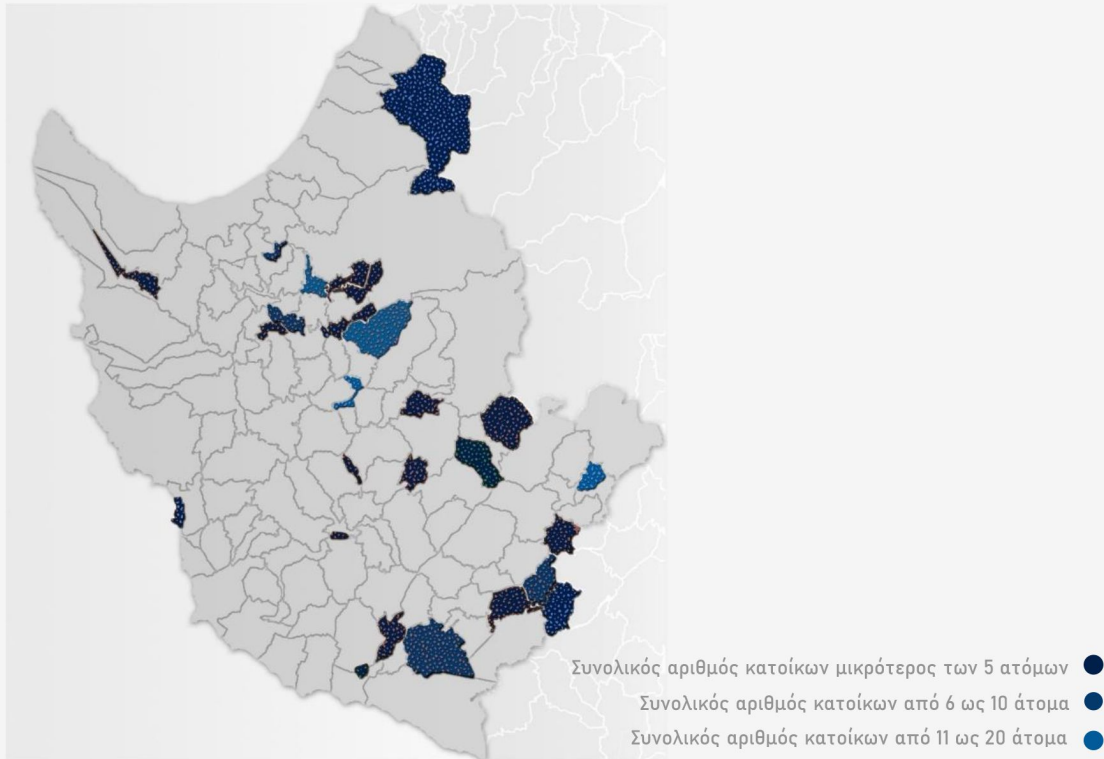 Συνολικός αριθμός κατοίκων μικρότερος των 5 ατόμων
Συνολικός αριθμός κατοίκων από 6 ως 10 άτομα
Συνολικός αριθμός κατοίκων από 11 ως 20 άτομα